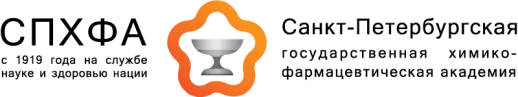 СПХФА
с 1919 года на службе
науке и здоровью нации
Санкт-Петербургская
государственная химико-
фармацевтическая академия